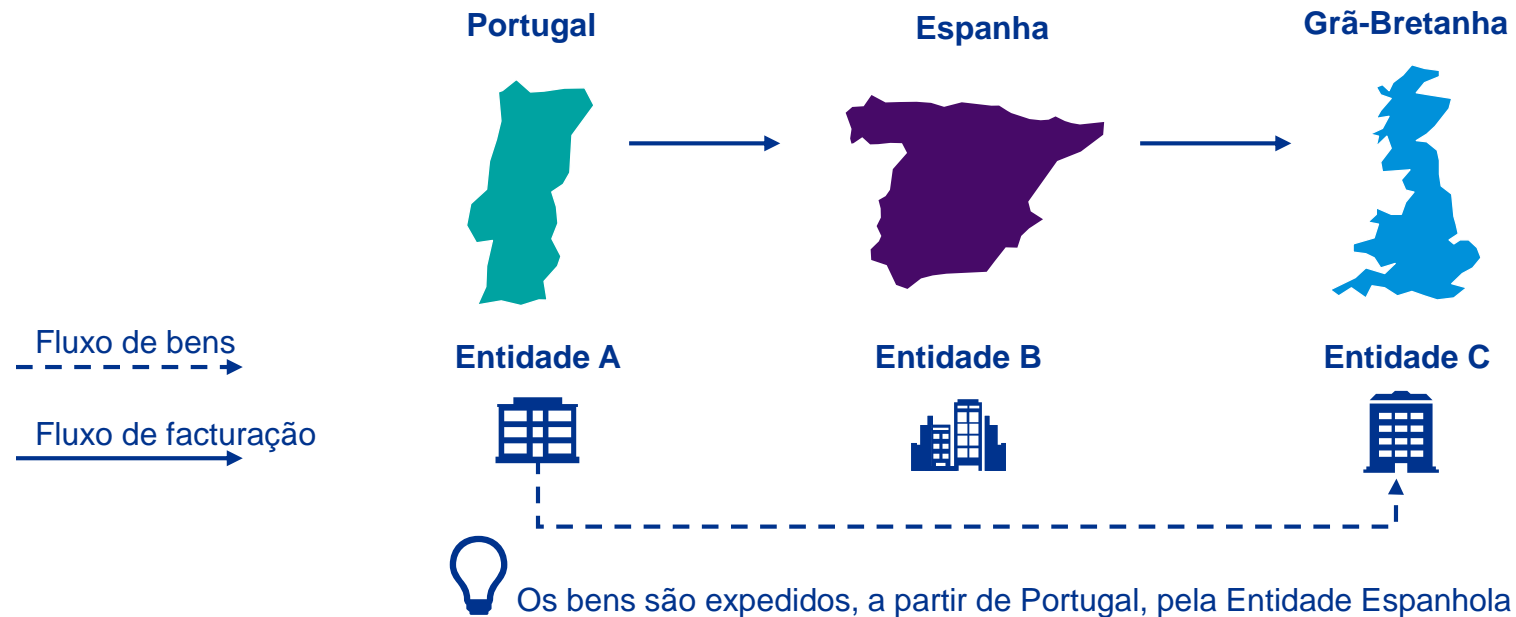 Portugal
Espanha
Grã-Bretanha
Fluxo de bens
Fluxo de facturação
Entidade A
Entidade B
Entidade C
Os bens são expedidos, a partir de Portugal, pela Entidade Espanhola